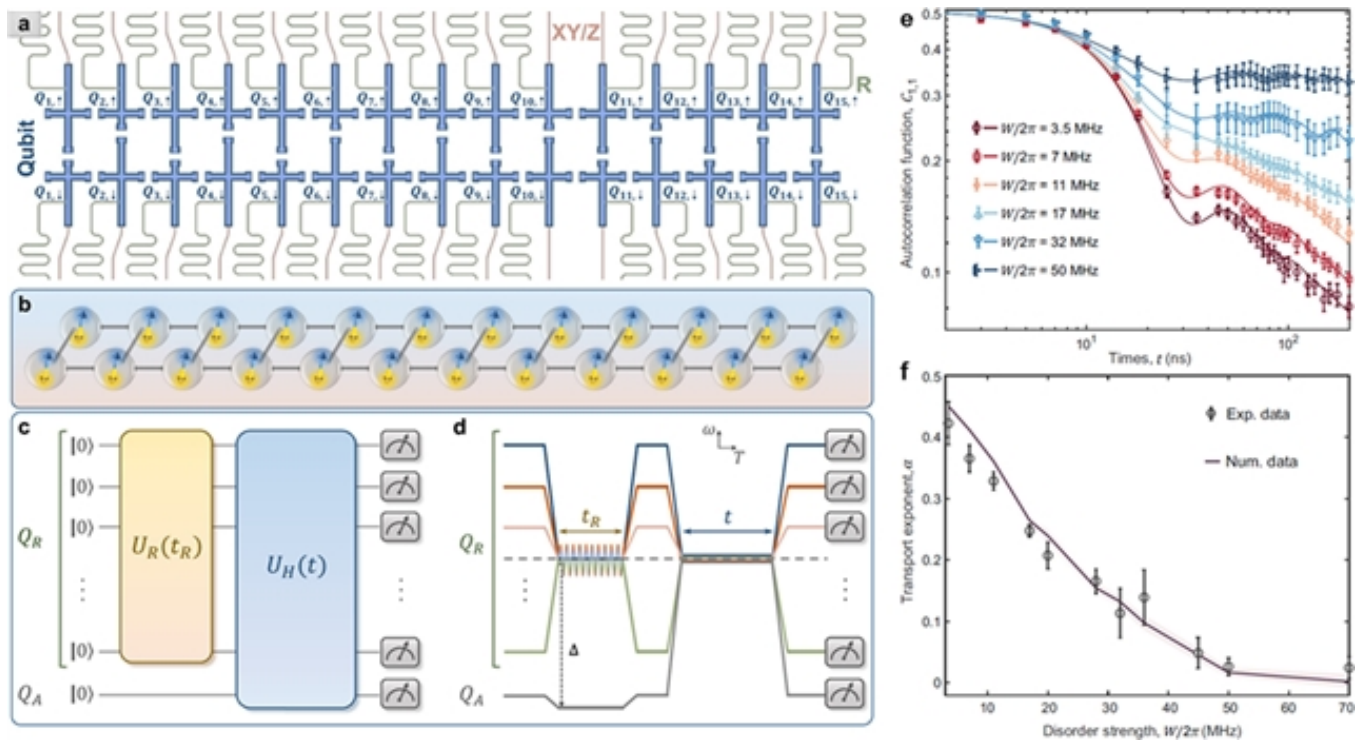 a
XY/Z
R
Qubit
Q1,↑ Q2,↑ Q3,↑ Q4,↑ Q5,↑ Q6,↑ Q7,↑ Q8,↑ Q9,↑ Q10,↑ Q11,↑ Q12,↑ Q13,↑ Q14,↑ Q15,↑
Q1,↓ Q2,↓ Q3,↓ Q4,↓ Q5,↓ Q6,↓ Q7,↓ Q8,↓ Q9,↓ Q10,↓ Q11,↓ Q12,↓ Q13,↓ Q14,↓ Q15,↓
b
c
|0⟩
|0⟩
|0⟩
QR
UR(tR)
UH(t)
⋮ ⋮
|0⟩
QA |0⟩
d
ω
T
tR
t
QR
⋮ ⋮
Δ
QA
e
Autocorrelation function, C1,1
0.5
0.4
0.3
0.2
0.1
W/2π = 3.5 MHz
W/2π = 7 MHz
W/2π = 11 MHz
W/2π = 17 MHz
W/2π = 32 MHz
W/2π = 50 MHz
10¹ 10²
Times, t (ns)
f
Transport exponent, α
0.5
0.4
0.3
0.2
0.1
0
Exp. data
Num. data
10 20 30 40 50 60 70
Disorder strength, W/2π (MHz)